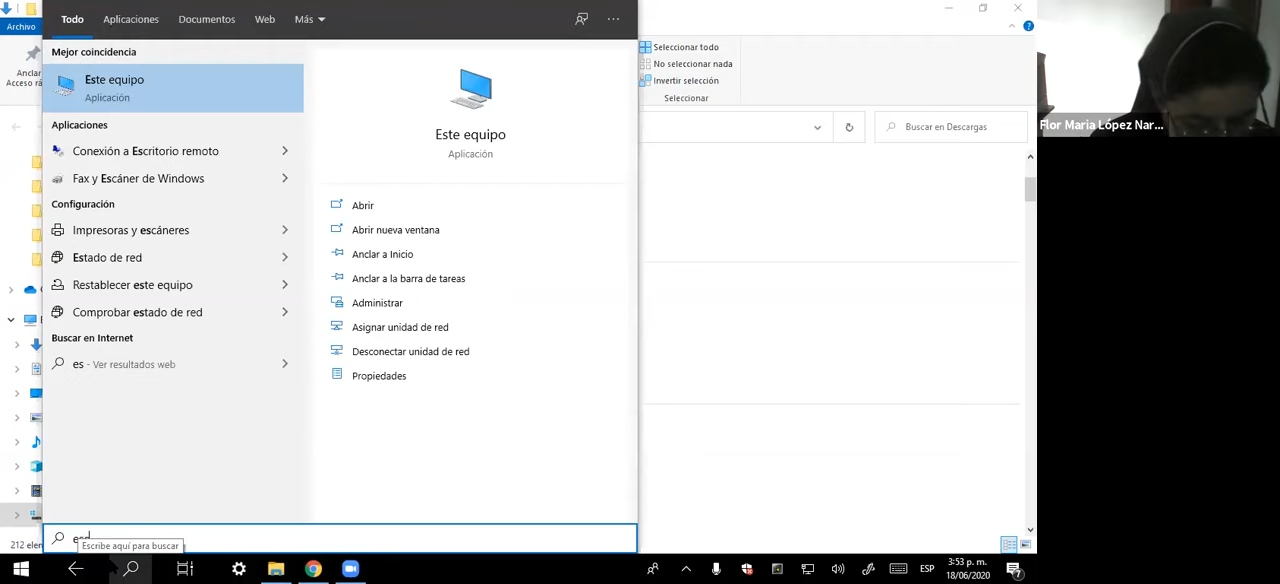 Todo
Aplicaciones
Documentos
Web
Más
Archivo
Anclar
Acceso rá
Mejor coincidencia
Este equipo
Aplicación
Aplicaciones
Conexión a Escritorio remoto
Fax y Escáner de Windows
Configuración
Impresoras y escáneres
Estado de red
Restablecer este equipo
Comprobar estado de red
Buscar en Internet
es - Ver resultados web
Este equipo
Aplicación
Abrir
Abrir nueva ventana
Anclar a Inicio
Anclar a la barra de tareas
Administrar
Asignar unidad de red
Desconectar unidad de red
Propiedades
Seleccionar todo
No seleccionar nada
Invertir selección
Seleccionar
Buscar en Descargas
Flor Maria López Nar...
212 elen
Escribe aquí para buscar
ESP
3:53 p. m.
18/06/2020
7